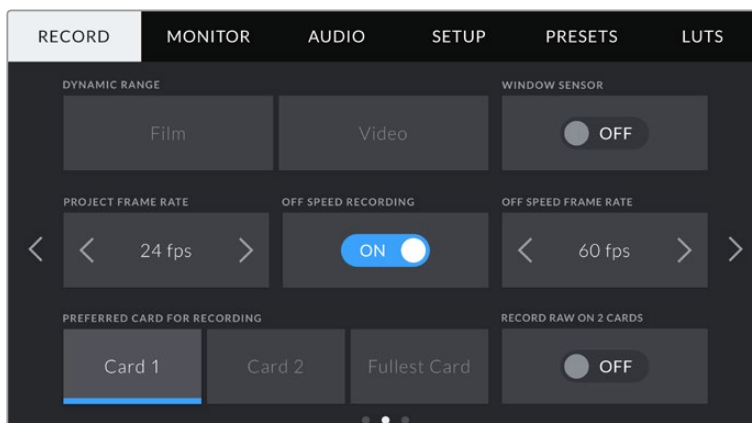 RECORD MONITOR AUDIO SETUP PRESETS LUTS
DYNAMIC RANGE WINDOW SENSOR
Film Video OFF
PROJECT FRAME RATE OFF SPEED RECORDING OFF SPEED FRAME RATE
24 fps ON 60 fps
PREFERRED CARD FOR RECORDING RECORD RAW ON 2 CARDS
Card 1 Card 2 Fullest Card OFF